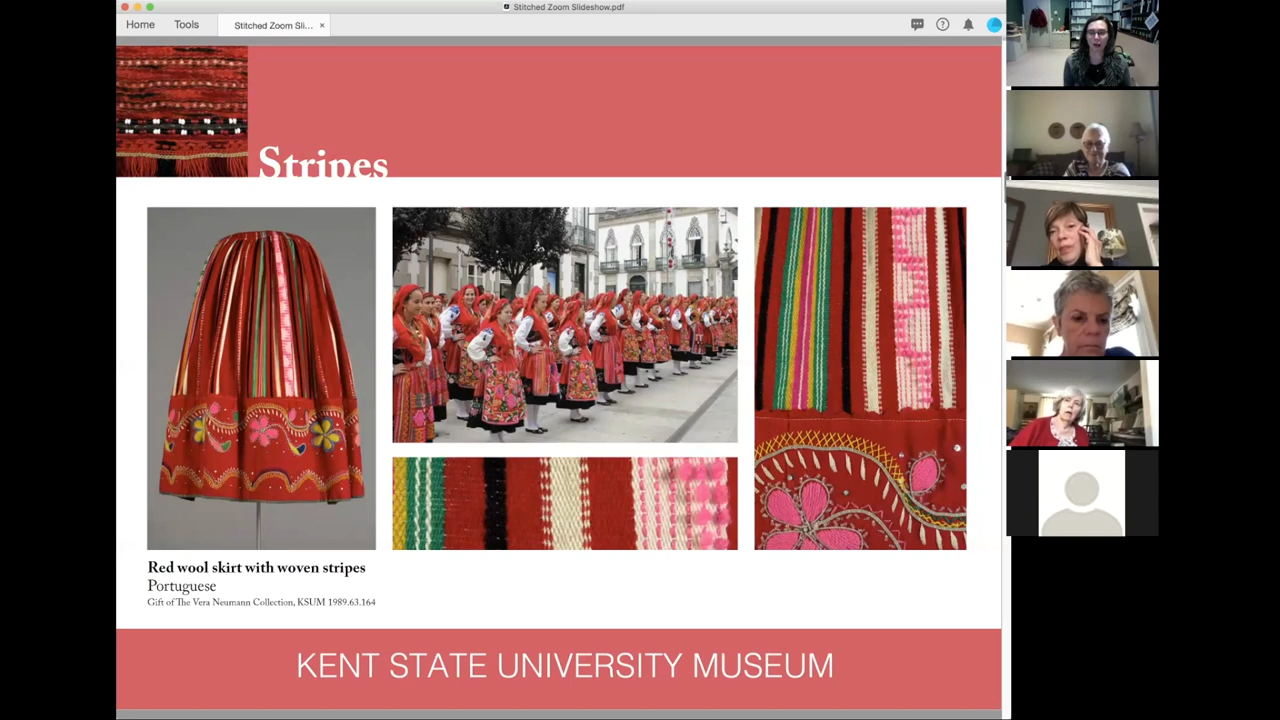 Stitched Zoom Slideshow.pdf
Home Tools Stitched Zoom Sli... ×
Stripes
Red wool skirt with woven stripes
Portuguese
Gift of The Vera Neumann Collection, KSUM 1989.63.164
KENT STATE UNIVERSITY MUSEUM